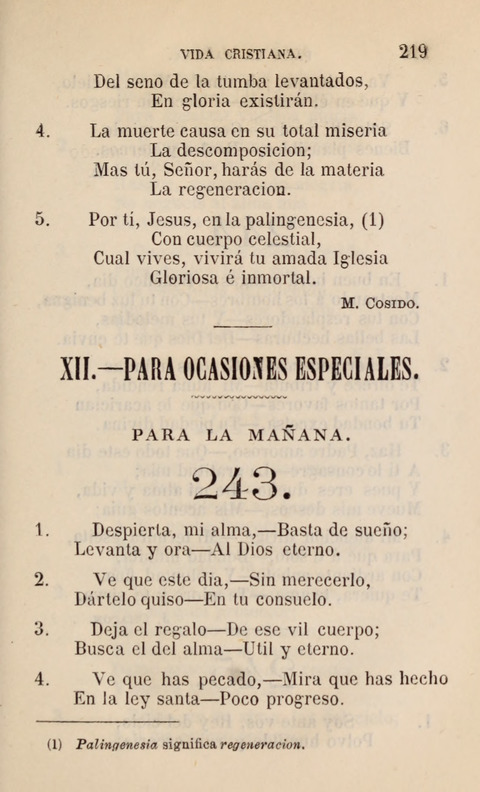 VIDA CRISTIANA. 219
Del seno de la tumba levantados,
En gloria existirán.
4. La muerte causa en su total miseria
La descomposicion;
Mas tú, Señor, harás de la materia
La regeneracion.
5. Por ti, Jesus, en la palingenesia, (1)
Con cuerpo celestial,
Cual vives, vivirá tu amada Iglesia
Gloriosa é inmortal.
M. COSIDO.
XII.—PARA OCASIONES ESPECIALES.
PARA LA MAÑANA.
243.
1. Despierta, mi alma,—Basta de sueño;
Levanta y ora—Al Dios eterno.
2. Ve que este dia,—Sin merecerlo,
Dártelo quiso—En tu consuelo.
3. Deja el regalo—De ese vil cuerpo;
Busca el del alma—Util y eterno.
4. Ve que has pecado,—Mira que has hecho
En la ley santa—Poco progreso.
(1) Palingenesia significa regeneracion.